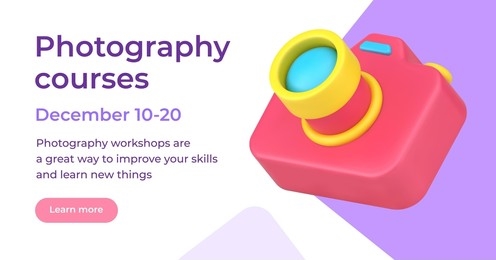 Photography
courses
December 10-20
Photography workshops are
a great way to improve your skills
and learn new things
Learn more